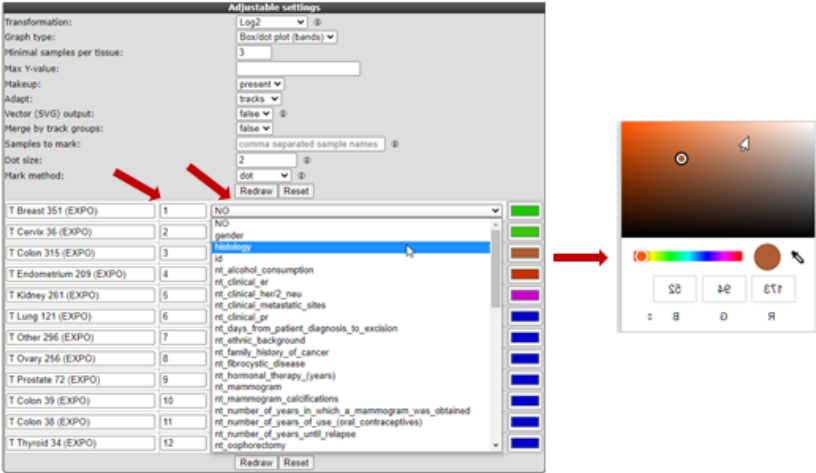 Adjustable settings
Transformation: Log2
Graph type: Box/dot plot (bands)
Minimal samples per tissue: 3
Max Y-value:
Makeup: present
Adapt: tracks
Vector (SVG) output: false
Merge by track groups: false
Samples to mark: comma separated sample names
Dot size: 2
Mark method: dot
Redraw Reset
T Breast 351 (EXPO) 1 NO
T Cervix 36 (EXPO) 2
T Colon 315 (EXPO) 3
T Endometrium 209 (EXPO) 4
T Kidney 261 (EXPO) 5
T Lung 121 (EXPO) 6
T Other 296 (EXPO) 7
T Ovary 256 (EXPO) 8
T Prostate 72 (EXPO) 9
T Colon 39 (EXPO) 10
T Colon 38 (EXPO) 11
T Thyroid 34 (EXPO) 12
NO
gender
histology
id
nt_alcohol_consumption
nt_clinical_er
nt_clinical_her/2_neu
nt_clinical_metastatic_sites
nt_clinical_pr
nt_days_from_patient_diagnosis_to_excision
nt_ethnic_background
nt_family_history_of_cancer
nt_fibrocystic_disease
nt_hormonal_therapy_(years)
nt_mammogram
nt_mammogram_calcifications
nt_number_of_years_in_which_a_mammogram_was_obtained
nt_number_of_years_of_use_(oral_contraceptives)
nt_number_of_years_until_relapse
nt_oophorectomy
Redraw Reset
173 94 52
R G B